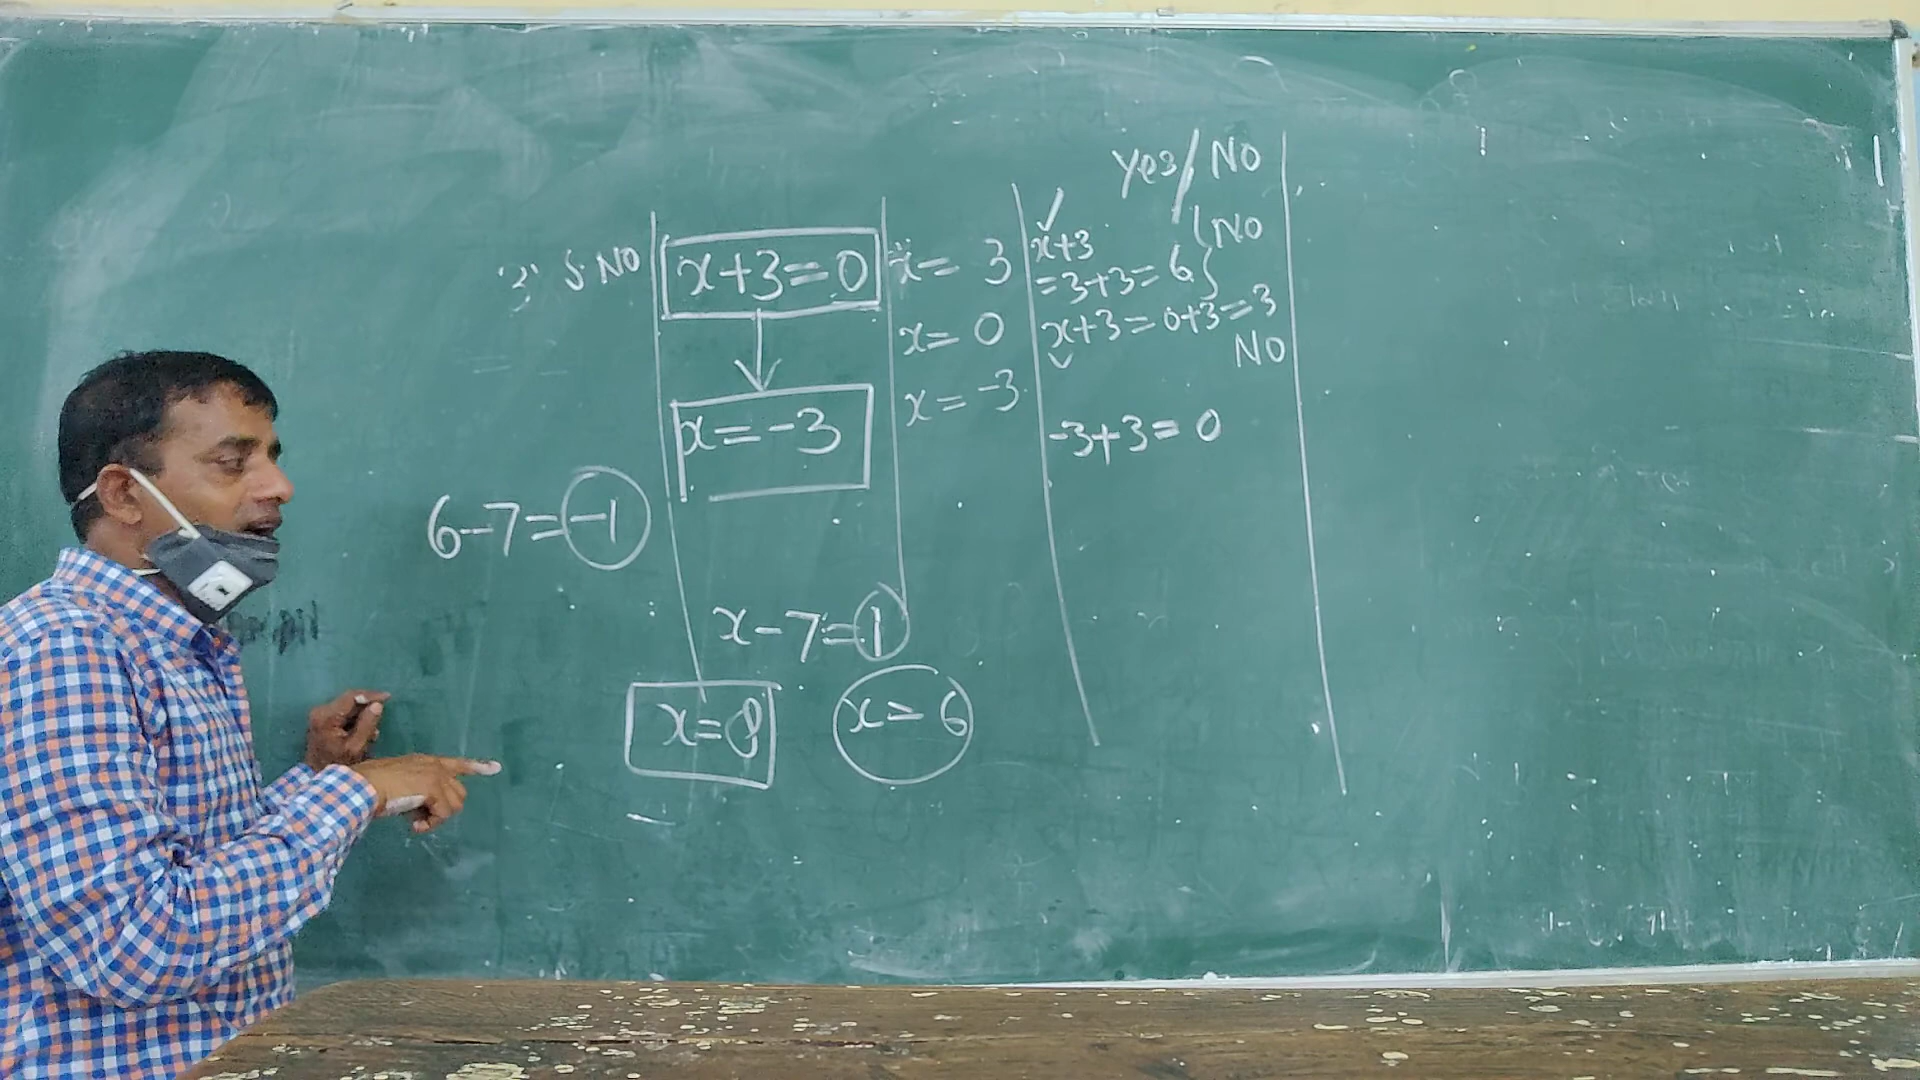 Yes/NO
S.NO x+3=0 x= 3 x+3 NO
=3+3=6
x= 0 x+3=0+3=3
NO
x= -3
x=-3 -3+3= 0
6-7=-1
x-7=1
x=8 x= 6